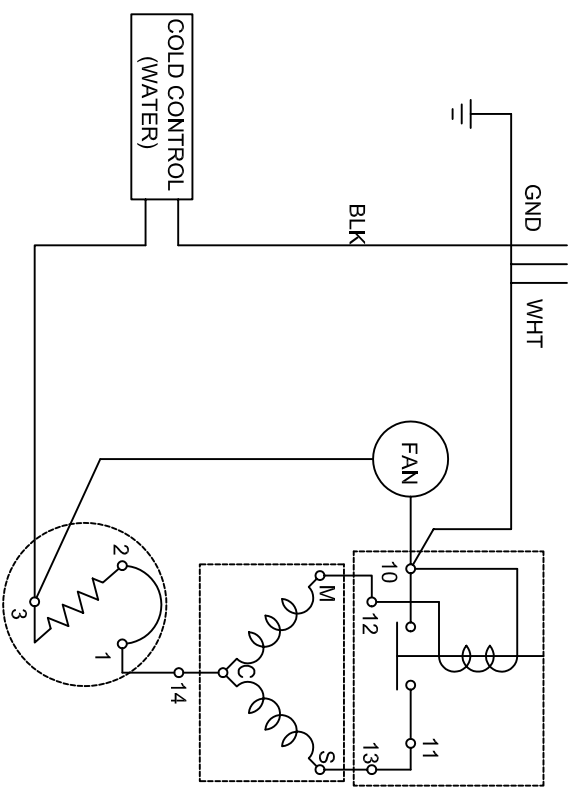 COLD CONTROL
(WATER)
GND
BLK
WHT
FAN
10
12
11
13
M
C
S
14
2
1
3